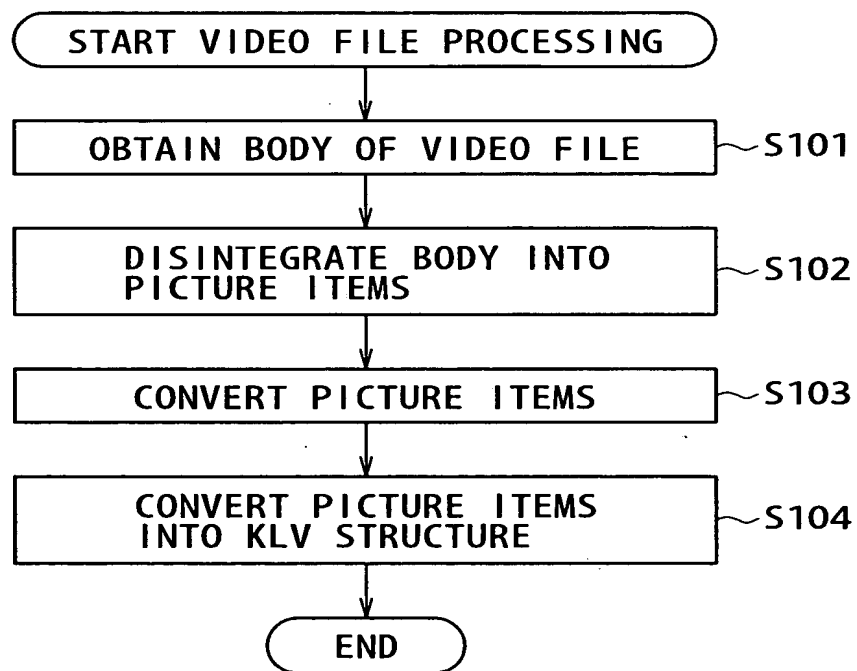 START VIDEO FILE PROCESSING
OBTAIN BODY OF VIDEO FILE
S101
DISINTEGRATE BODY INTO
PICTURE ITEMS
S102
CONVERT PICTURE ITEMS
S103
CONVERT PICTURE ITEMS
INTO KLV STRUCTURE
S104
END